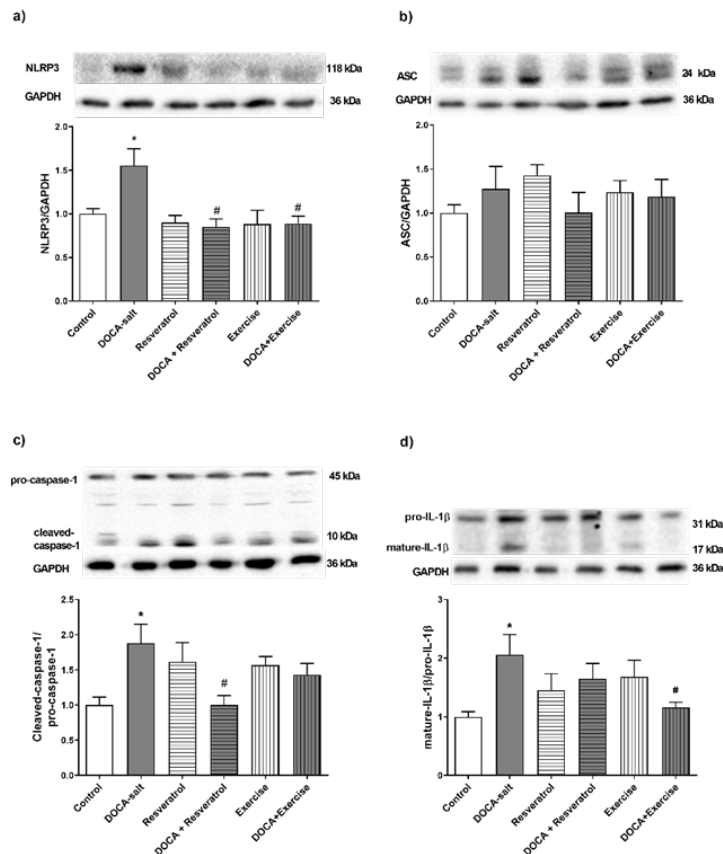 a)
NLRP3
118 kDa
GAPDH
36 kDa
*
#
#
NLRP3/GAPDH
2.0
1.5
1.0
0.5
0.0
Control
DOCA-salt
Resveratrol
DOCA + Resveratrol
Exercise
DOCA+Exercise
b)
ASC
24 kDa
GAPDH
36 kDa
ASC/GAPDH
2.0
1.5
1.0
0.5
0.0
Control
DOCA-salt
Resveratrol
DOCA + Resveratrol
Exercise
DOCA+Exercise
c)
pro-caspase-1
45 kDa
cleaved-
caspase-1
10 kDa
GAPDH
36 kDa
*
#
Cleaved-caspase-1/
pro-caspase-1
2.5
2.0
1.5
1.0
0.5
0.0
Control
DOCA-salt
Resveratrol
DOCA + Resveratrol
Exercise
DOCA+Exercise
d)
pro-IL-1β
31 kDa
mature-IL-1β
17 kDa
GAPDH
36 kDa
*
#
mature-IL-1β/pro-IL-1β
3
2
1
0
Control
DOCA-salt
Resveratrol
DOCA + Resveratrol
Exercise
DOCA+Exercise